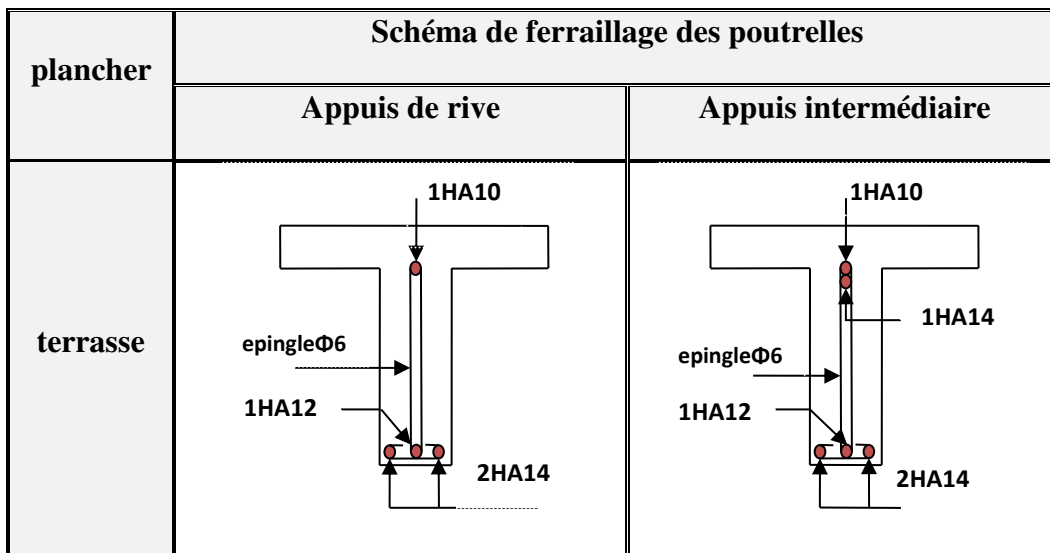 Schéma de ferraillage des poutrelles
plancher
Appuis de rive
Appuis intermédiaire
terrasse
1HA10
epingleΦ6
1HA12
2HA14
1HA10
1HA14
epingleΦ6
1HA12
2HA14